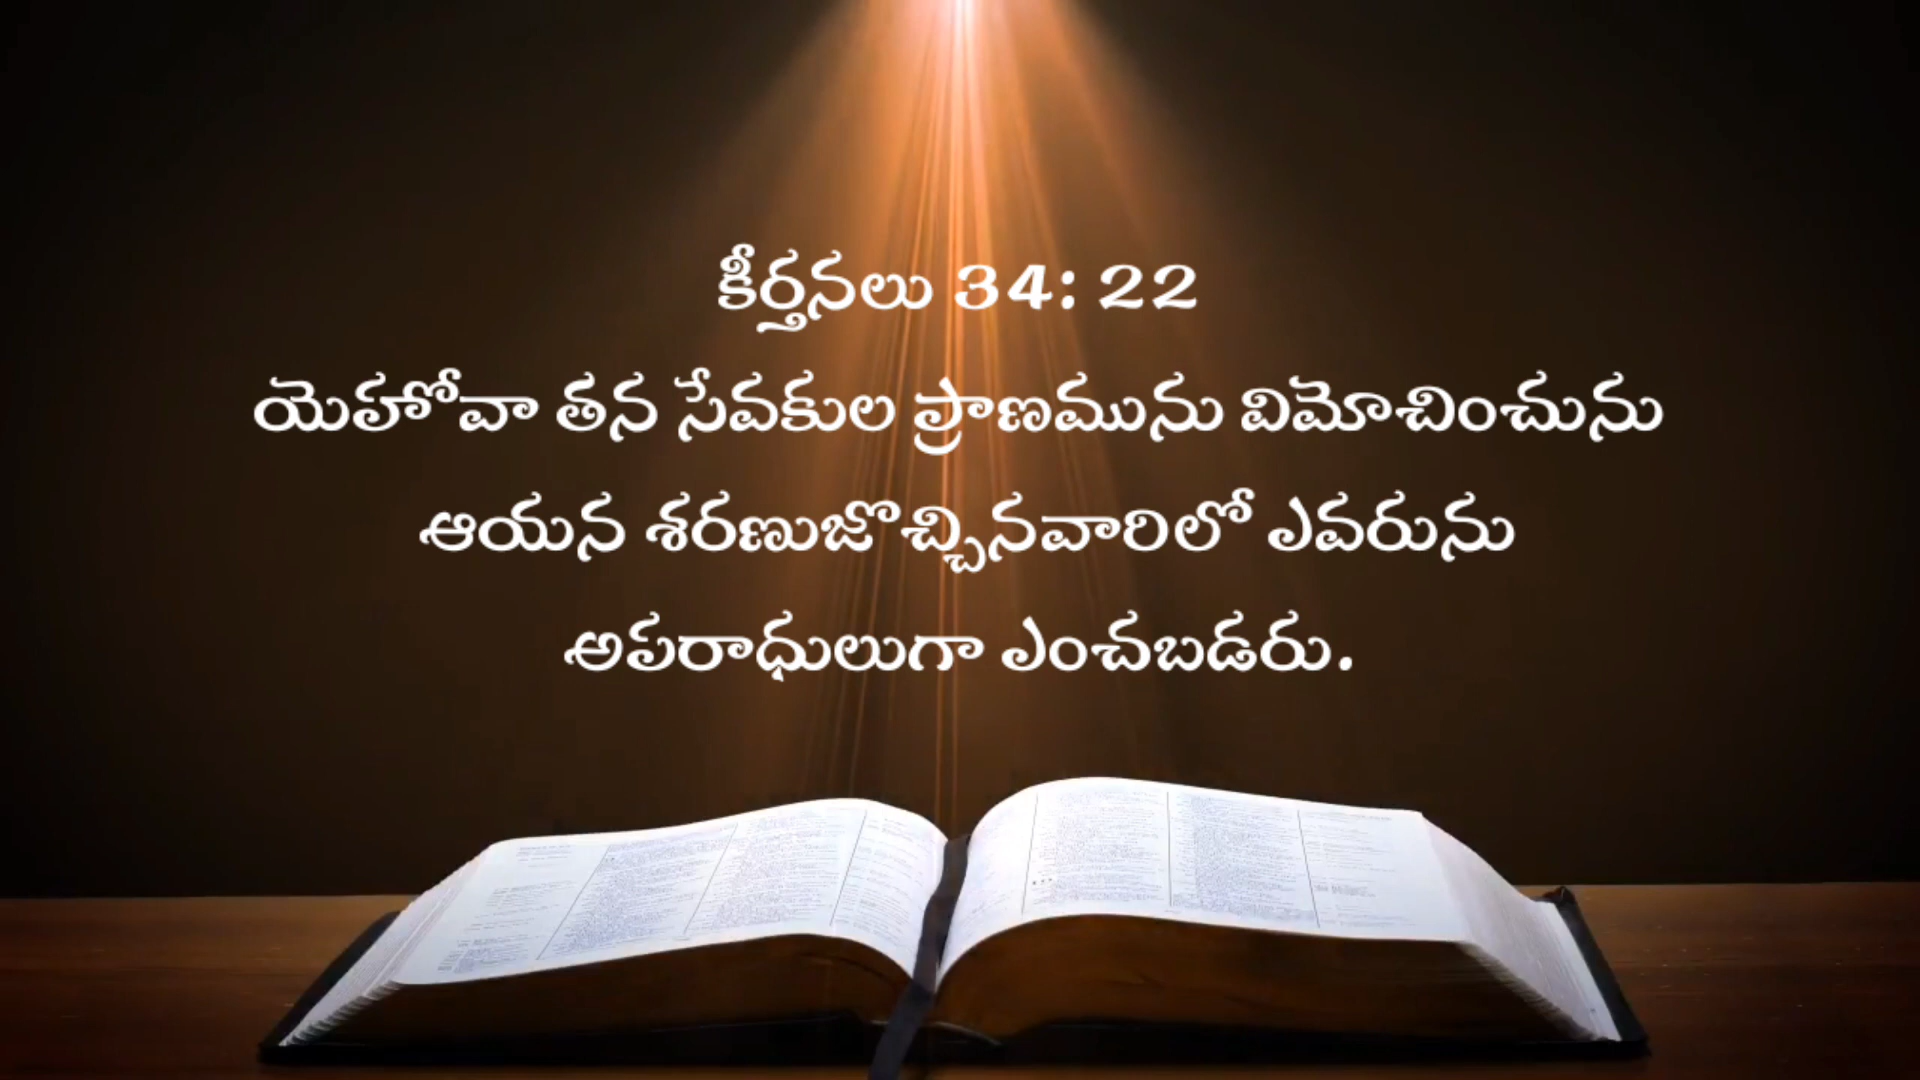 కీర్తనలు 34: 22
యెహోవా తన సేవకుల ప్రాణమును విమోచించును
ఆయన శరణుజొచ్చినవారిలో ఎవరును
అపరాధులుగా ఎంచబడరు.